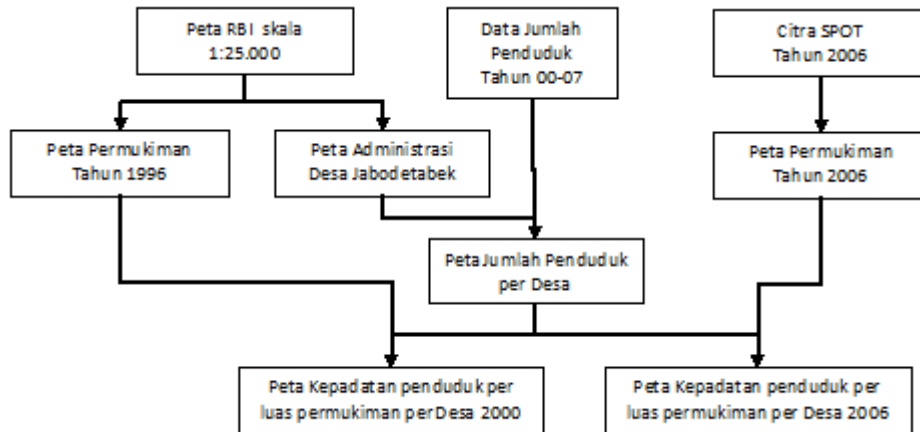 Peta RBI skala
1:25.000
Data Jumlah
Penduduk
Tahun 00-07
Citra SPOT
Tahun 2006
Peta Permukiman
Tahun 1996
Peta Administrasi
Desa Jabodetabek
Peta Permukiman
Tahun 2006
Peta Jumlah Penduduk
per Desa
Peta Kepadatan penduduk per
luas permukiman per Desa 2000
Peta Kepadatan penduduk per
luas permukiman per Desa 2006